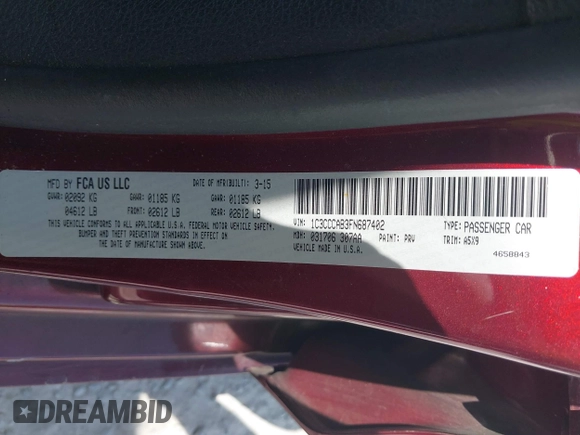 MFD BY FCA US LLC DATE OF MFR(BUILT): 3-15
GVWR: 02092 KG GAWR: 01185 KG GAWR: 01185 KG
04612 LB FRONT: 02612 LB REAR: 02612 LB
THIS VEHICLE CONFORMS TO ALL APPLICABLE U.S.A. FEDERAL MOTOR VEHICLE SAFETY,
BUMPER AND THEFT PREVENTION STANDARDS IN EFFECT ON
THE DATE OF MANUFACTURE SHOWN ABOVE.
VIN: 1C3CCCAB3FN687402 TYPE: PASSENGER CAR
MDH: 031706 307AA PAINT: PRV TRIM: A5X9
VEHICLE MADE IN U.S.A. 4658843
DREAMBID